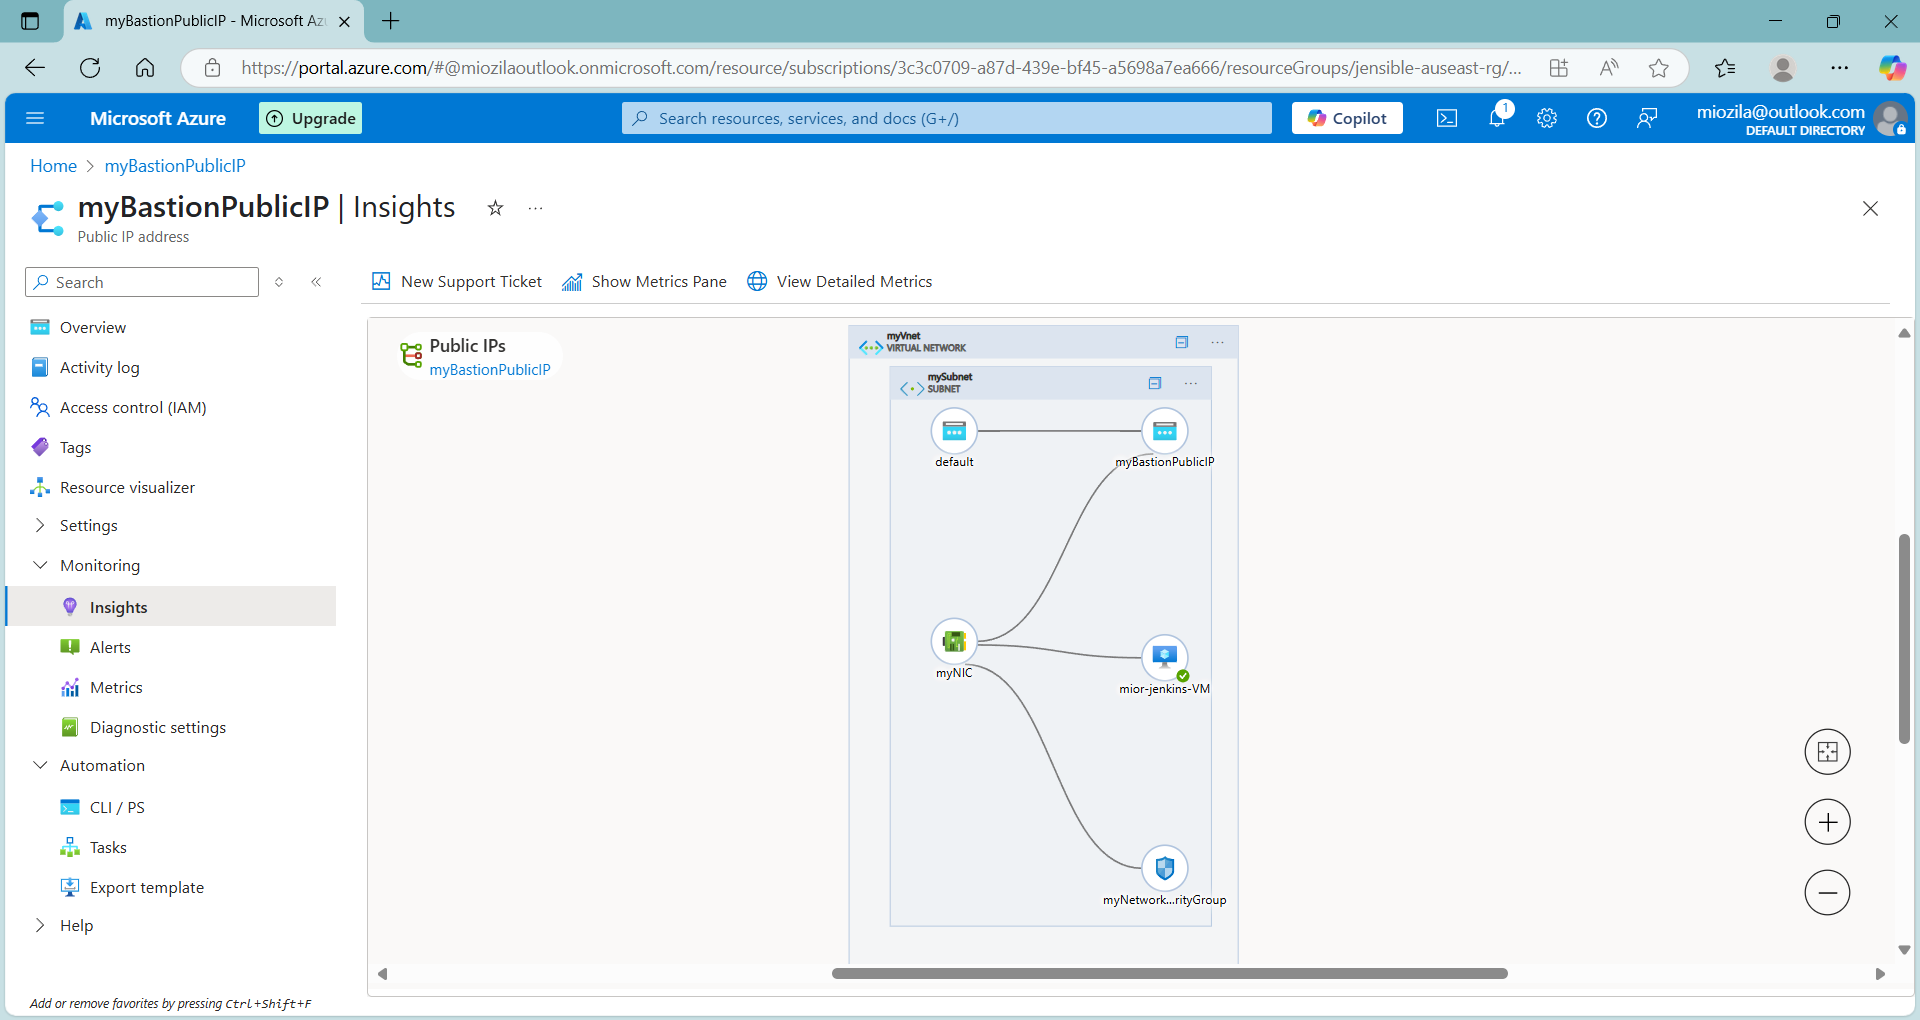 myBastionPublicIP - Microsoft Az
https://portal.azure.com/#@miozilaoutlook.onmicrosoft.com/resource/subscriptions/3c3c0709-a87d-439e-bf45-a5698a7ea666/resourceGroups/jensible-auseast-rg/...
Microsoft Azure
Upgrade
Search resources, services, and docs (G+/)
Copilot
1
miozila@outlook.com
DEFAULT DIRECTORY
Home > myBastionPublicIP
myBastionPublicIP | Insights
Public IP address
Search
New Support Ticket
Show Metrics Pane
View Detailed Metrics
Overview
Activity log
Access control (IAM)
Tags
Resource visualizer
Settings
Monitoring
Insights
Alerts
Metrics
Diagnostic settings
Automation
CLI / PS
Tasks
Export template
Help
Add or remove favorites by pressing Ctrl+Shift+F
Public IPs
myBastionPublicIP
myVnet
VIRTUAL NETWORK
mySubnet
SUBNET
default
myBastionPublicIP
myNIC
mior-jenkins-VM
myNetwork...rityGroup